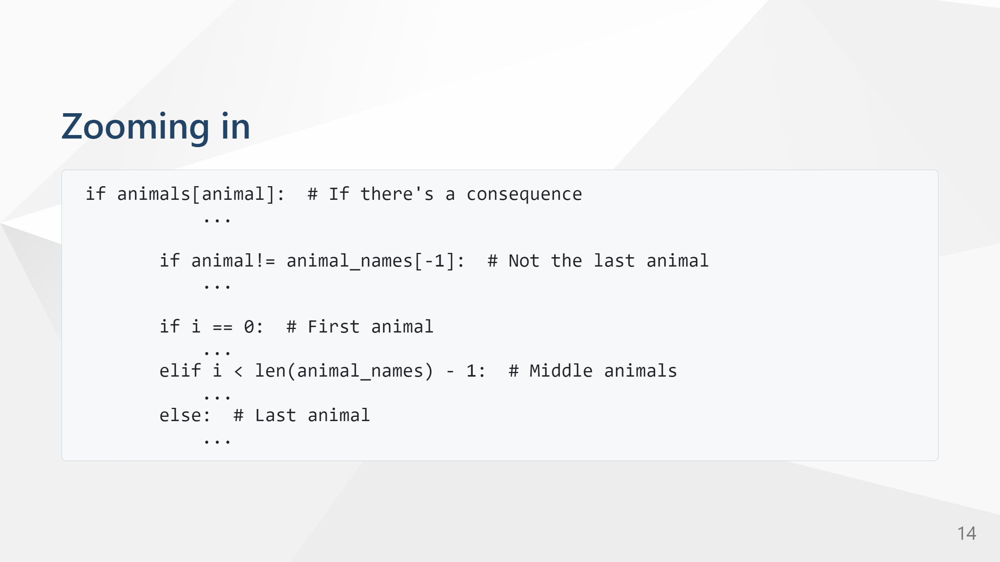 Zooming in
if animals[animal]:  # If there's a consequence
            ...
        if animal!= animal_names[-1]:  # Not the last animal
            ...
        if i == 0:  # First animal
            ...
        elif i < len(animal_names) - 1:  # Middle animals
            ...
        else:  # Last animal
            ...
14